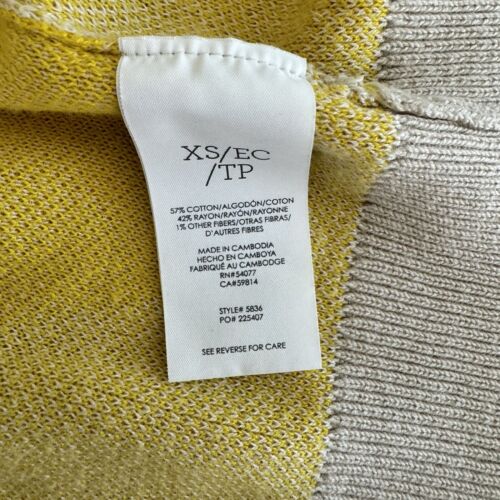 XS/EC
/TP
57% COTTON/ALGODÓN/COTON
42% RAYON/RAYÓN/RAYONNE
1% OTHER FIBERS/OTRAS FIBRAS/
D'AUTRES FIBRES
MADE IN CAMBODIA
HECHO EN CAMBOYA
FABRIQUÉ AU CAMBODGE
RN#54077
CA#59814
STYLE# 5836
PO# 225407
SEE REVERSE FOR CARE